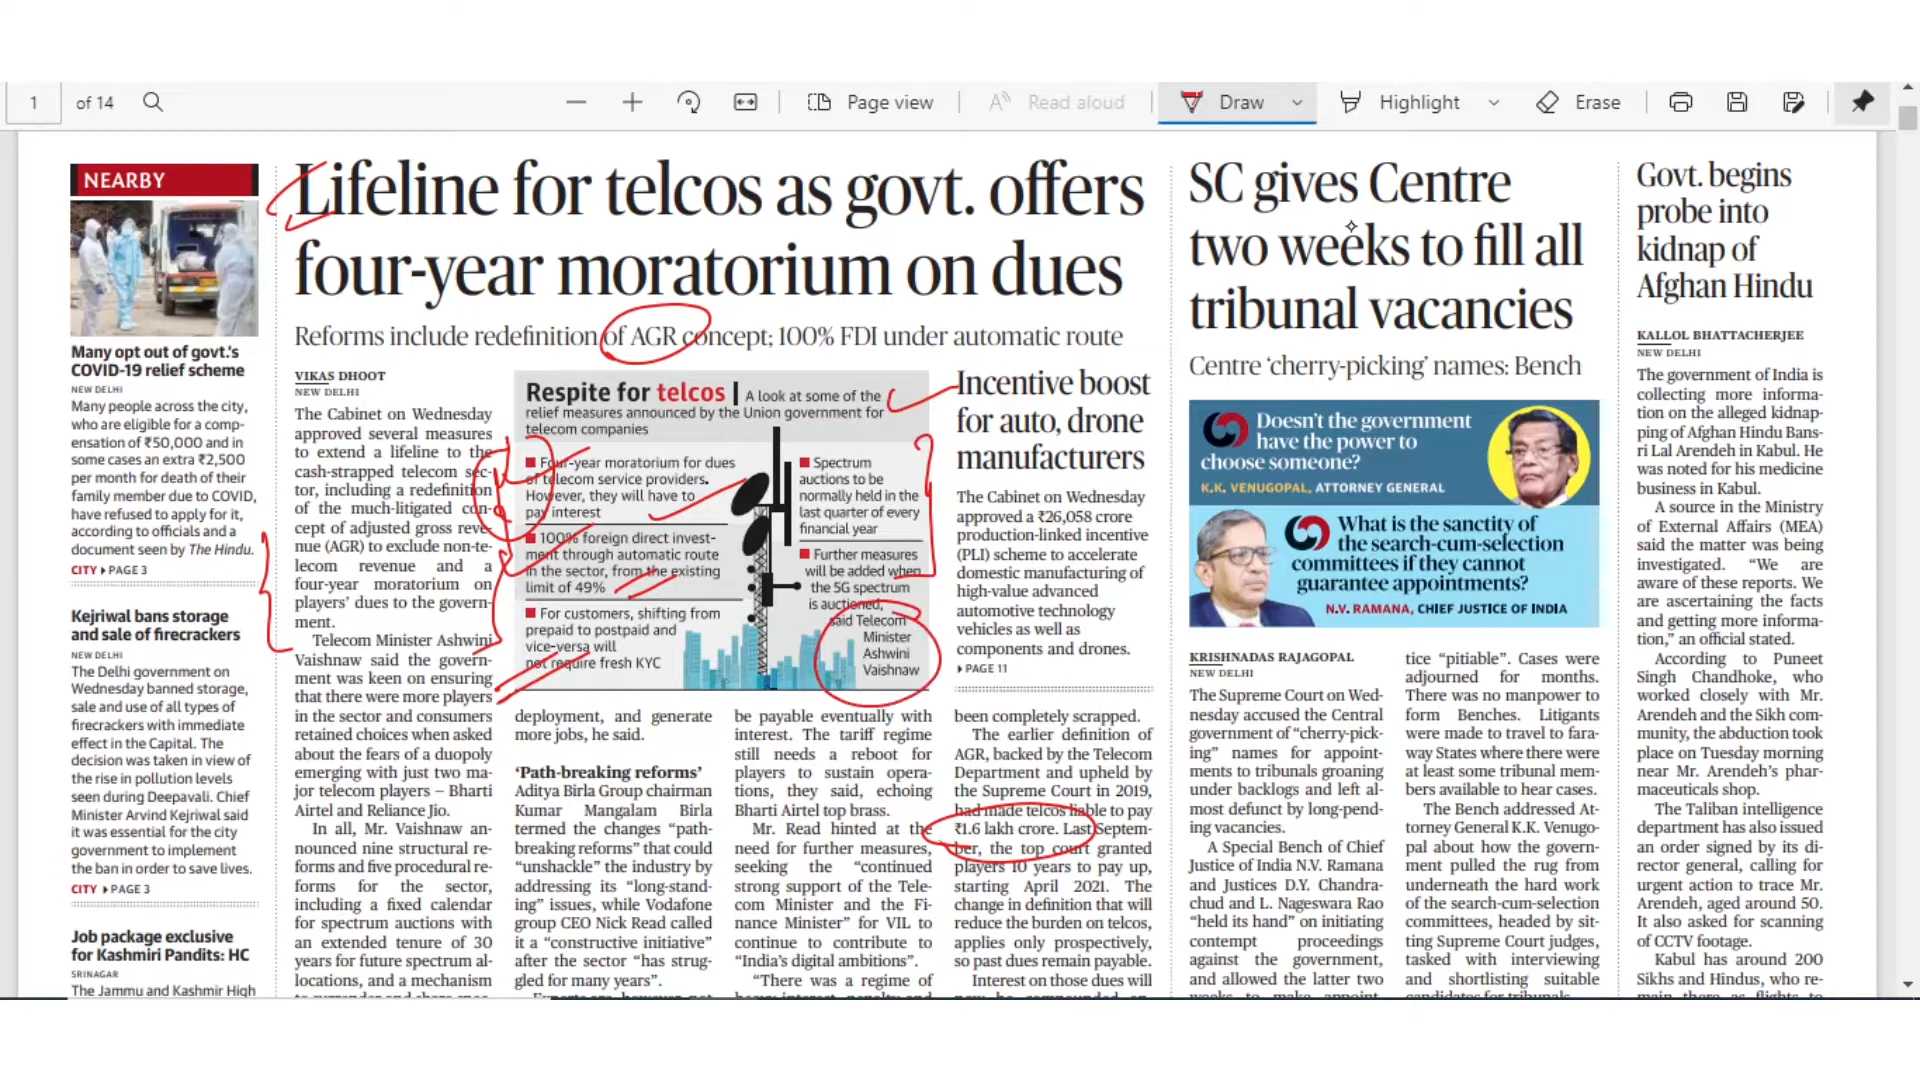 1 of 14
Page view
Read aloud
Draw
Highlight
Erase
NEARBY
Many opt out of govt.'s
COVID-19 relief scheme
NEW DELHI
Many people across the city,
who are eligible for a comp-
ensation of ₹50,000 and in
some cases an extra ₹2,500
per month for death of their
family member due to COVID,
have refused to apply for it,
according to officials and a
document seen by The Hindu.
CITY PAGE 3
Kejriwal bans storage
and sale of firecrackers
NEW DELHI
The Delhi government on
Wednesday banned storage,
sale and use of all types of
firecrackers with immediate
effect in the Capital. The
decision was taken in view of
the rise in pollution levels
seen during Deepavali. Chief
Minister Arvind Kejriwal said
it was essential for the city
government to implement
the ban in order to save lives.
CITY PAGE 3
Job package exclusive
for Kashmiri Pandits: HC
SRINAGAR
The Jammu and Kashmir High
Lifeline for telcos as govt. offers
four-year moratorium on dues
Reforms include redefinition of AGR concept; 100% FDI under automatic route
VIKAS DHOOT
NEW DELHI
The Cabinet on Wednesday
approved several measures
to extend a lifeline to the
cash-strapped telecom sec-
tor, including a redefinition
of the much-litigated con-
cept of adjusted gross reve-
nue (AGR) to exclude non-te-
lecom revenue and a
four-year moratorium on
players' dues to the govern-
ment.
Telecom Minister Ashwini
Vaishnaw said the govern-
ment was keen on ensuring
that there were more players
in the sector and consumers
retained choices when asked
about the fears of a duopoly
emerging with just two ma-
jor telecom players – Bharti
Airtel and Reliance Jio.
In all, Mr. Vaishnaw an-
nounced nine structural re-
forms and five procedural re-
forms for the sector,
including a fixed calendar
for spectrum auctions with
an extended tenure of 30
years for future spectrum al-
locations, and a mechanism
Respite for telcos | A look at some of the
relief measures announced by the Union government for
telecom companies
Four-year moratorium for dues
of telecom service providers.
However, they will have to
pay interest
100% foreign direct invest-
ment through automatic route
in the sector, from the existing
limit of 49%
For customers, shifting from
prepaid to postpaid and
vice-versa will
not require fresh KYC
Spectrum
auctions to be
normally held in the
last quarter of every
financial year
Further measures
will be added when
the 5G spectrum
is auctioned,
said Telecom
Minister
Ashwini
Vaishnaw
deployment, and generate
more jobs, he said.
'Path-breaking reforms'
Aditya Birla Group chairman
Kumar Mangalam Birla
termed the changes "path-
breaking reforms" that could
"unshackle" the industry by
addressing its "long-stand-
ing" issues, while Vodafone
group CEO Nick Read called
it a "constructive initiative"
after the sector "has strug-
gled for many years".
be payable eventually with
interest. The tariff regime
still needs a reboot for
players to sustain opera-
tions, they said, echoing
Bharti Airtel top brass.
Mr. Read hinted at the
need for further measures,
seeking the "continued
strong support of the Tele-
com Minister and the Fi-
nance Minister" for VIL to
continue to contribute to
"India's digital ambitions".
"There was a regime of
Incentive boost
for auto, drone
manufacturers
The Cabinet on Wednesday
approved a ₹26,058 crore
production-linked incentive
(PLI) scheme to accelerate
domestic manufacturing of
high-value advanced
automotive technology
vehicles as well as
components and drones.
PAGE 11
been completely scrapped.
The earlier definition of
AGR, backed by the Telecom
Department and upheld by
the Supreme Court in 2019,
had made telcos liable to pay
₹1.6 lakh crore. Last Septem-
ber, the top court granted
players 10 years to pay up,
starting April 2021. The
change in definition that will
reduce the burden on telcos,
applies only prospectively,
so past dues remain payable.
Interest on those dues will
SC gives Centre
two weeks to fill all
tribunal vacancies
Centre 'cherry-picking' names: Bench
Doesn't the government
have the power to
choose someone?
K.K. VENUGOPAL, ATTORNEY GENERAL
What is the sanctity of
the search-cum-selection
committees if they cannot
guarantee appointments?
N.V. RAMANA, CHIEF JUSTICE OF INDIA
KRISHNADAS RAJAGOPAL
NEW DELHI
The Supreme Court on Wed-
nesday accused the Central
government of "cherry-pick-
ing" names for appoint-
ments to tribunals groaning
under backlogs and left al-
most defunct by long-pend-
ing vacancies.
A Special Bench of Chief
Justice of India N.V. Ramana
and Justices D.Y. Chandra-
chud and L. Nageswara Rao
"held its hand" on initiating
contempt proceedings
against the government,
and allowed the latter two
tice "pitiable". Cases were
adjourned for months.
There was no manpower to
form Benches. Litigants
were made to travel to fara-
way States where there were
at least some tribunal mem-
bers available to hear cases.
The Bench addressed At-
torney General K.K. Venugo-
pal about how the govern-
ment pulled the rug from
underneath the hard work
of the search-cum-selection
committees, headed by sit-
ting Supreme Court judges,
tasked with interviewing
and shortlisting suitable
candidates for tribunals.
Govt. begins
probe into
kidnap of
Afghan Hindu
KALLOL BHATTACHERJEE
NEW DELHI
The government of India is
collecting more informa-
tion on the alleged kidnap-
ping of Afghan Hindu Bans-
ri Lal Arendeh in Kabul. He
was noted for his medicine
business in Kabul.
A source in the Ministry
of External Affairs (MEA)
said the matter was being
investigated. "We are
aware of these reports. We
are ascertaining the facts
and getting more informa-
tion," an official stated.
According to Puneet
Singh Chandhoke, who
worked closely with Mr.
Arendeh and the Sikh com-
munity, the abduction took
place on Tuesday morning
near Mr. Arendeh's phar-
maceuticals shop.
The Taliban intelligence
department has also issued
an order signed by its di-
rector general, calling for
urgent action to trace Mr.
Arendeh, aged around 50.
It also asked for scanning
of CCTV footage.
Kabul has around 200
Sikhs and Hindus, who re-